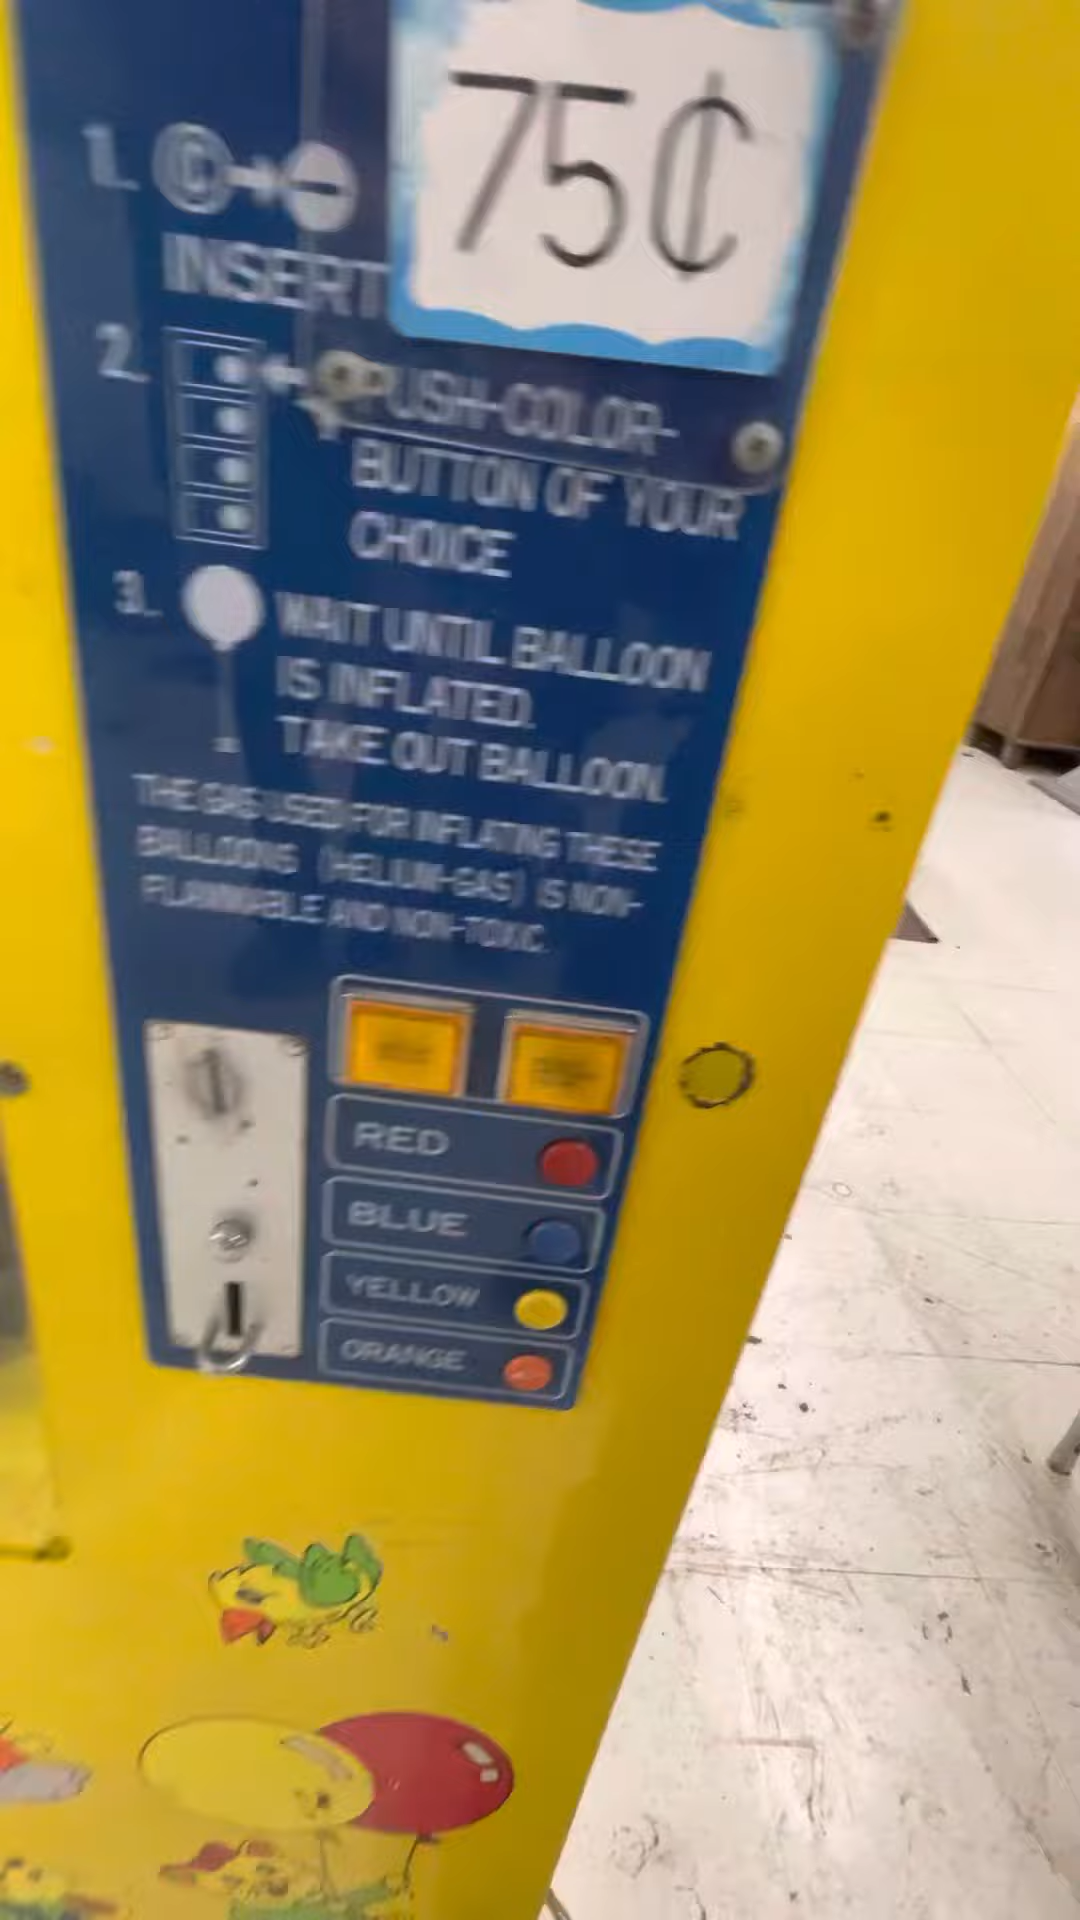 75¢
1. C
INSERT
2. PUSH-COLOR-
BUTTON OF YOUR
CHOICE
3. WAIT UNTIL BALLOON
IS INFLATED.
TAKE OUT BALLOON.
THE GAS USED FOR INFLATING THESE
BALLOONS (HELIUM-GAS) IS NON-
FLAMMABLE AND NON-TOXIC.
RED
BLUE
YELLOW
ORANGE